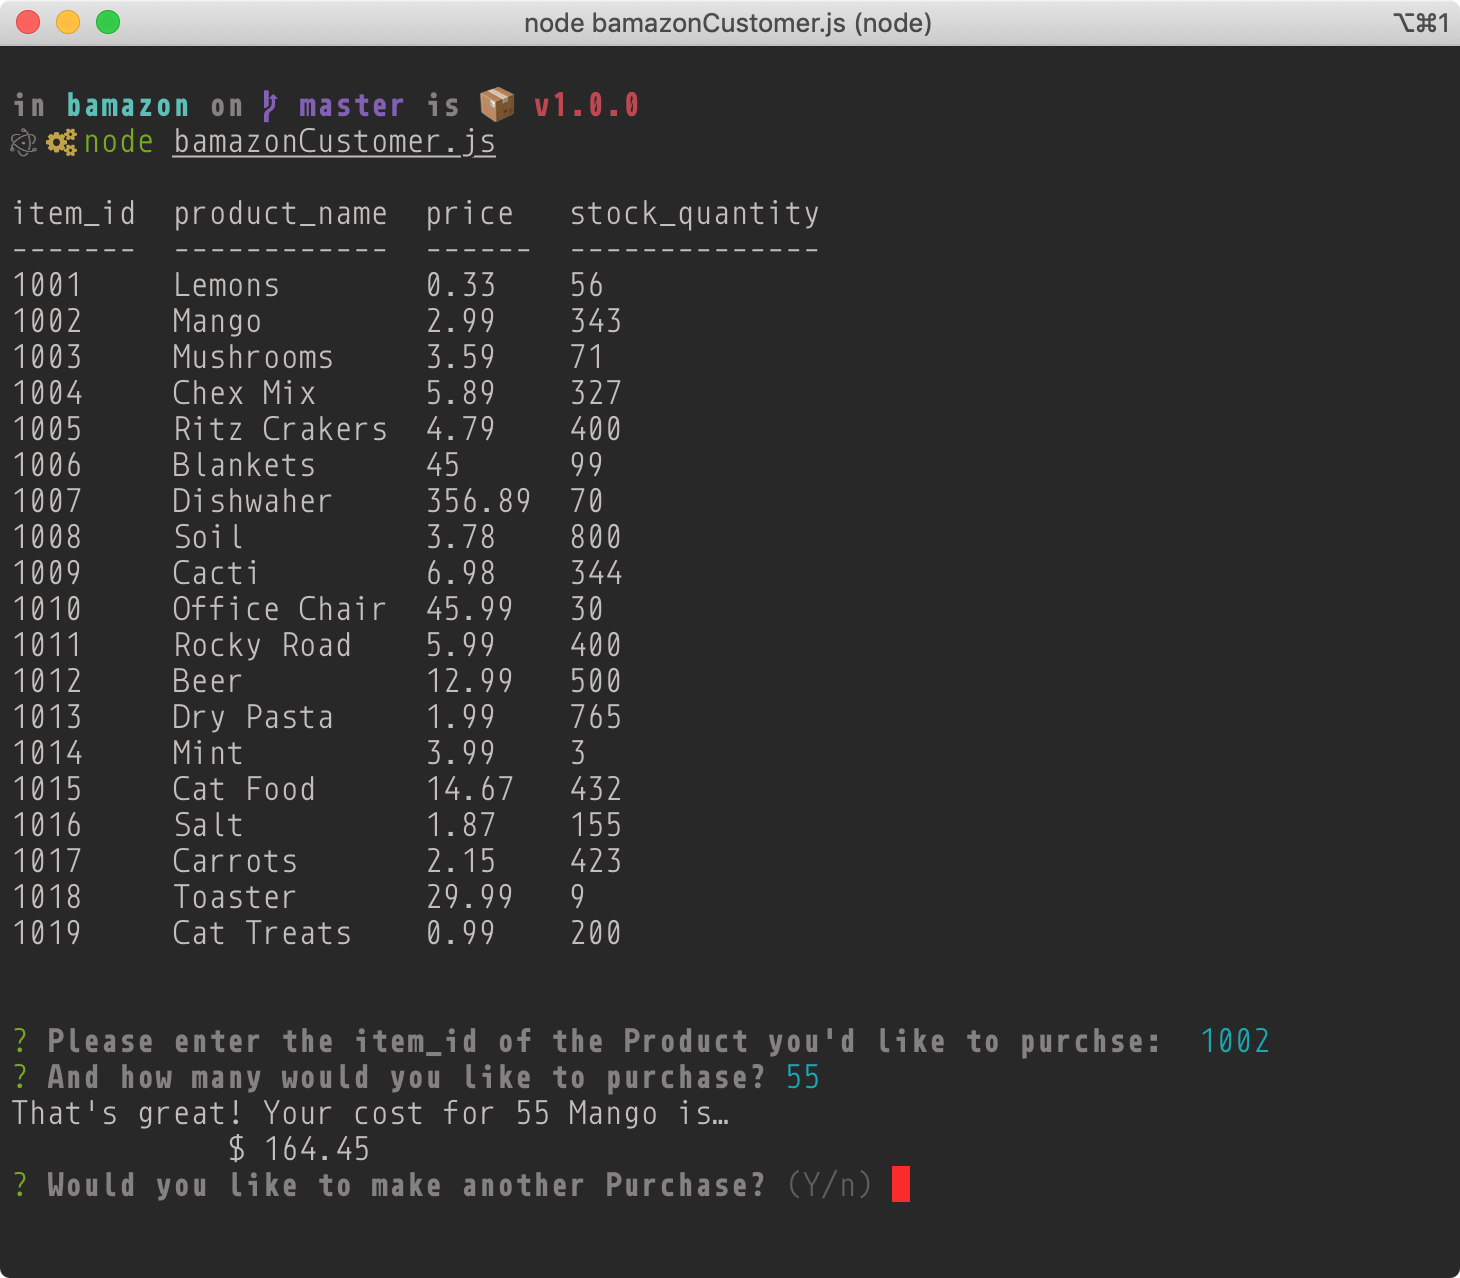 node bamazonCustomer.js (node) ⌥⌘1
in bamazon on master is 📦 v1.0.0
node bamazonCustomer.js
item_id product_name price stock_quantity
------- ------------ ------ --------------
1001 Lemons 0.33 56
1002 Mango 2.99 343
1003 Mushrooms 3.59 71
1004 Chex Mix 5.89 327
1005 Ritz Crakers 4.79 400
1006 Blankets 45 99
1007 Dishwaher 356.89 70
1008 Soil 3.78 800
1009 Cacti 6.98 344
1010 Office Chair 45.99 30
1011 Rocky Road 5.99 400
1012 Beer 12.99 500
1013 Dry Pasta 1.99 765
1014 Mint 3.99 3
1015 Cat Food 14.67 432
1016 Salt 1.87 155
1017 Carrots 2.15 423
1018 Toaster 29.99 9
1019 Cat Treats 0.99 200
? Please enter the item_id of the Product you'd like to purchse: 1002
? And how many would you like to purchase? 55
That's great! Your cost for 55 Mango is…
$ 164.45
? Would you like to make another Purchase? (Y/n)